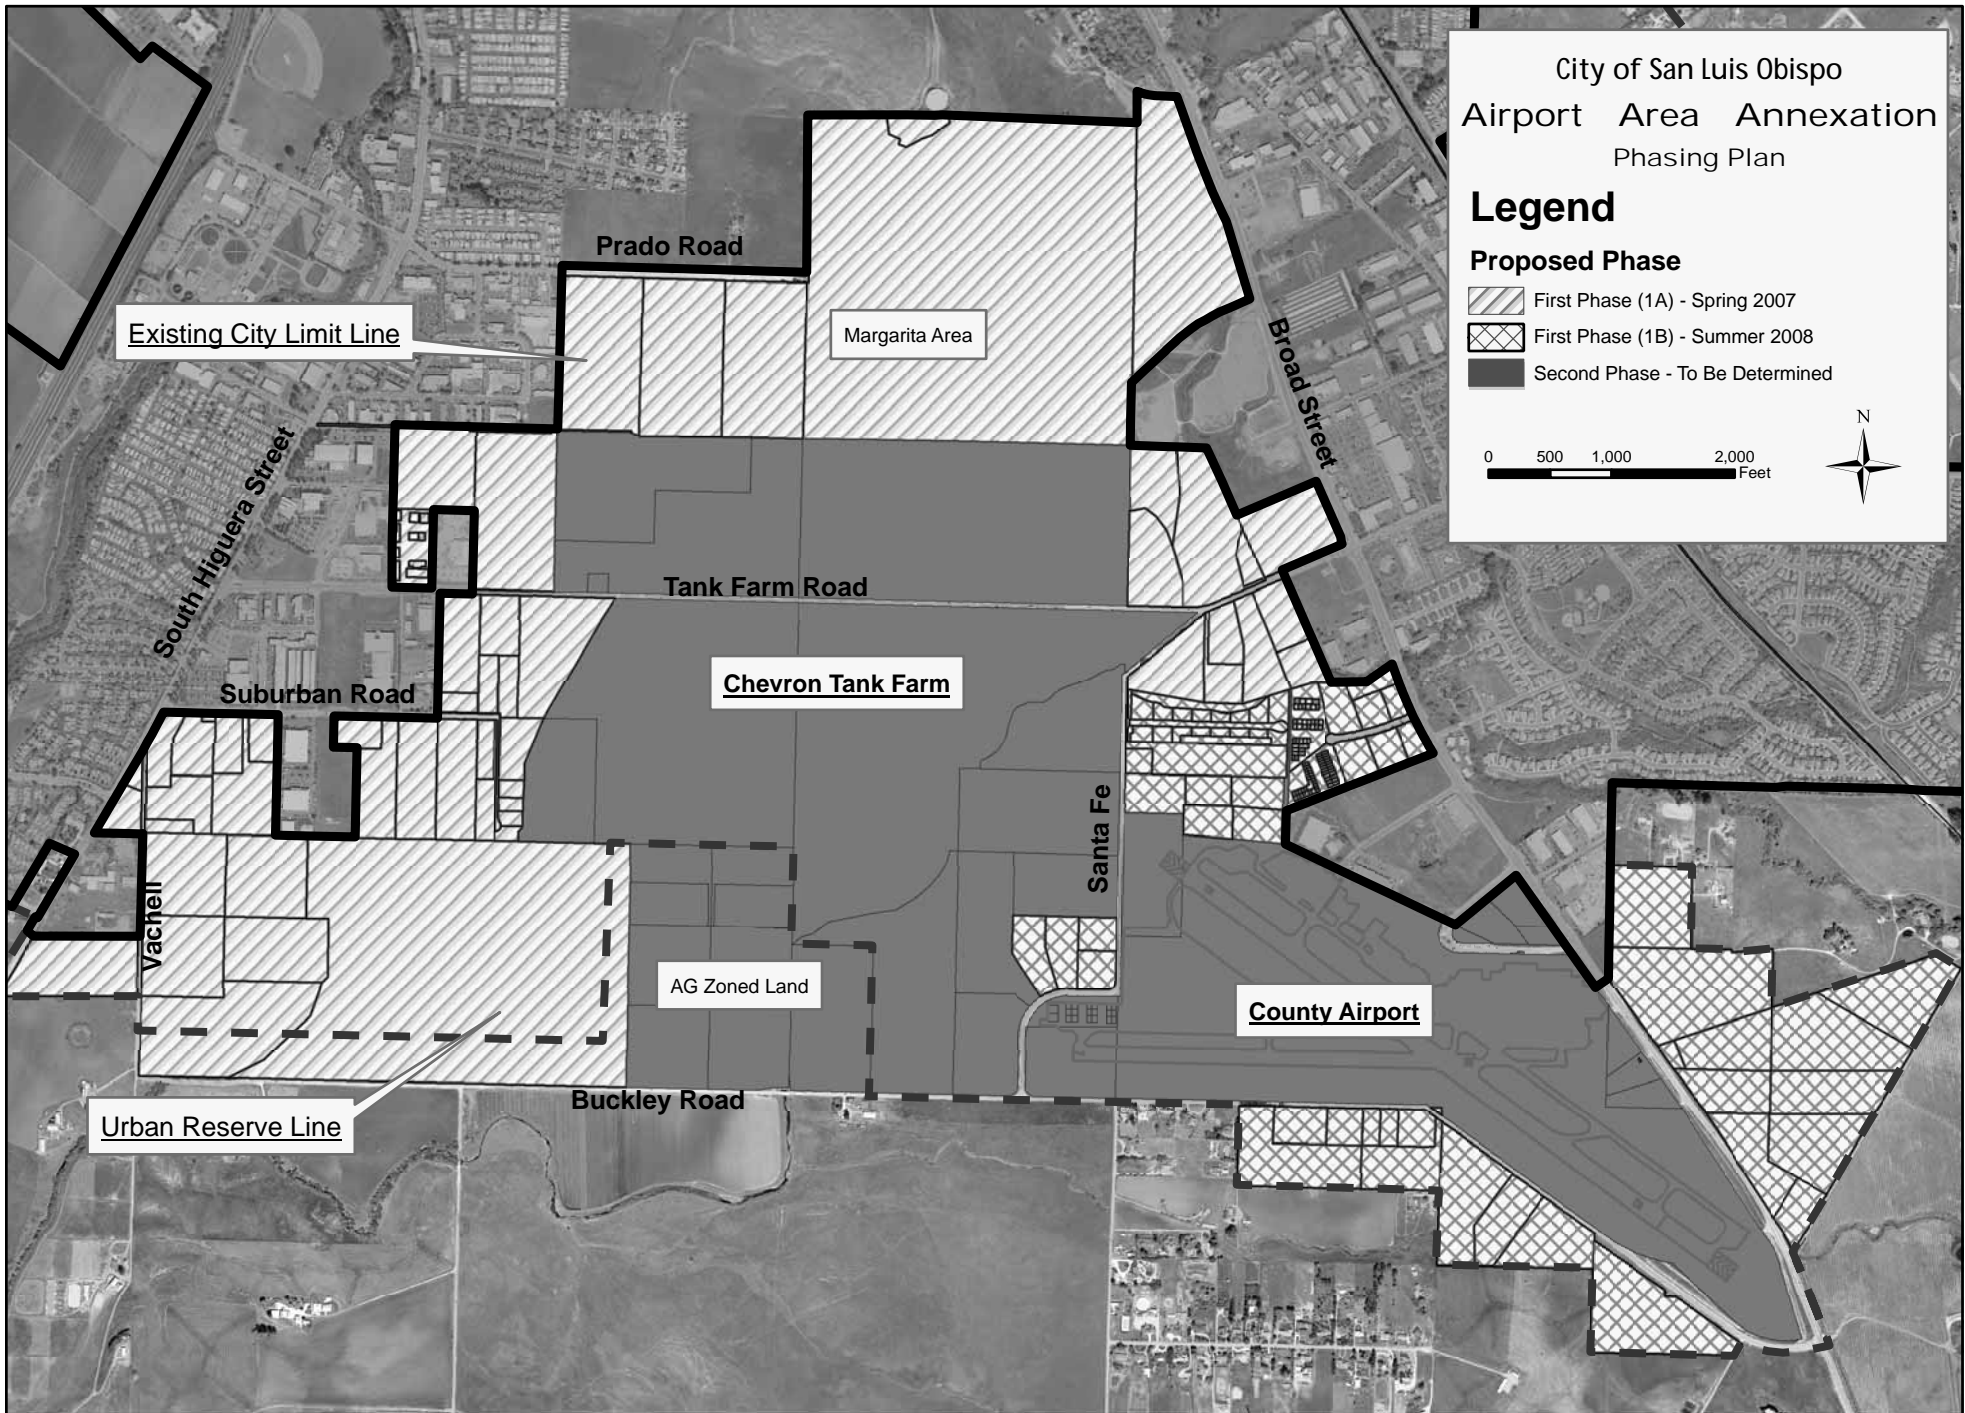 City of San Luis Obispo
Airport Area Annexation
Phasing Plan
Legend
Proposed Phase
First Phase (1A) - Spring 2007
First Phase (1B) - Summer 2008
Second Phase - To Be Determined
N
0 500 1,000 2,000
Feet
Prado Road
Existing City Limit Line
Margarita Area
Broad Street
South Higuera Street
Tank Farm Road
Chevron Tank Farm
Suburban Road
Santa Fe
Vachell
AG Zoned Land
County Airport
Buckley Road
Urban Reserve Line